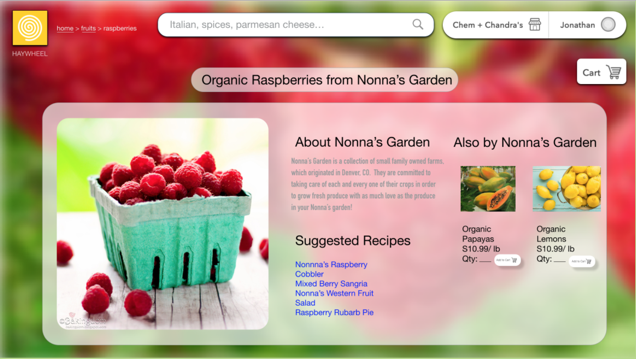 Italian, spices, parmesan cheese…
Chem + Chandra's
Jonathan
home > fruits > raspberries
HAYWHEEL
Cart
Organic Raspberries from Nonna's Garden
About Nonna's Garden
Nonna's Garden is a collection of small family owned farms,
which originated in Denver, CO. They are committed to
taking care of each and every one of their crops in order
to grow fresh produce with as much love as the produce
in your Nonna's garden!
Suggested Recipes
Nonnna's Raspberry
Cobbler
Mixed Berry Sangria
Nonna's Western Fruit
Salad
Raspberry Rubarb Pie
Also by Nonna's Garden
Organic
Papayas
S10.99/ lb
Qty: ___
Organic
Lemons
S10.99/ lb
Qty: ___